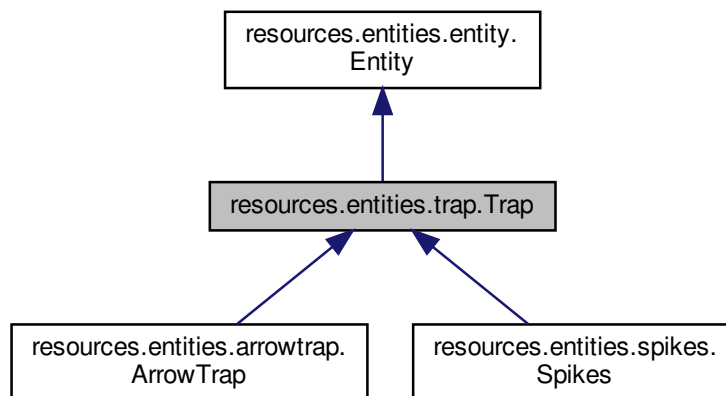 resources.entities.entity.
Entity
resources.entities.trap.Trap
resources.entities.arrowtrap.
ArrowTrap
resources.entities.spikes.
Spikes